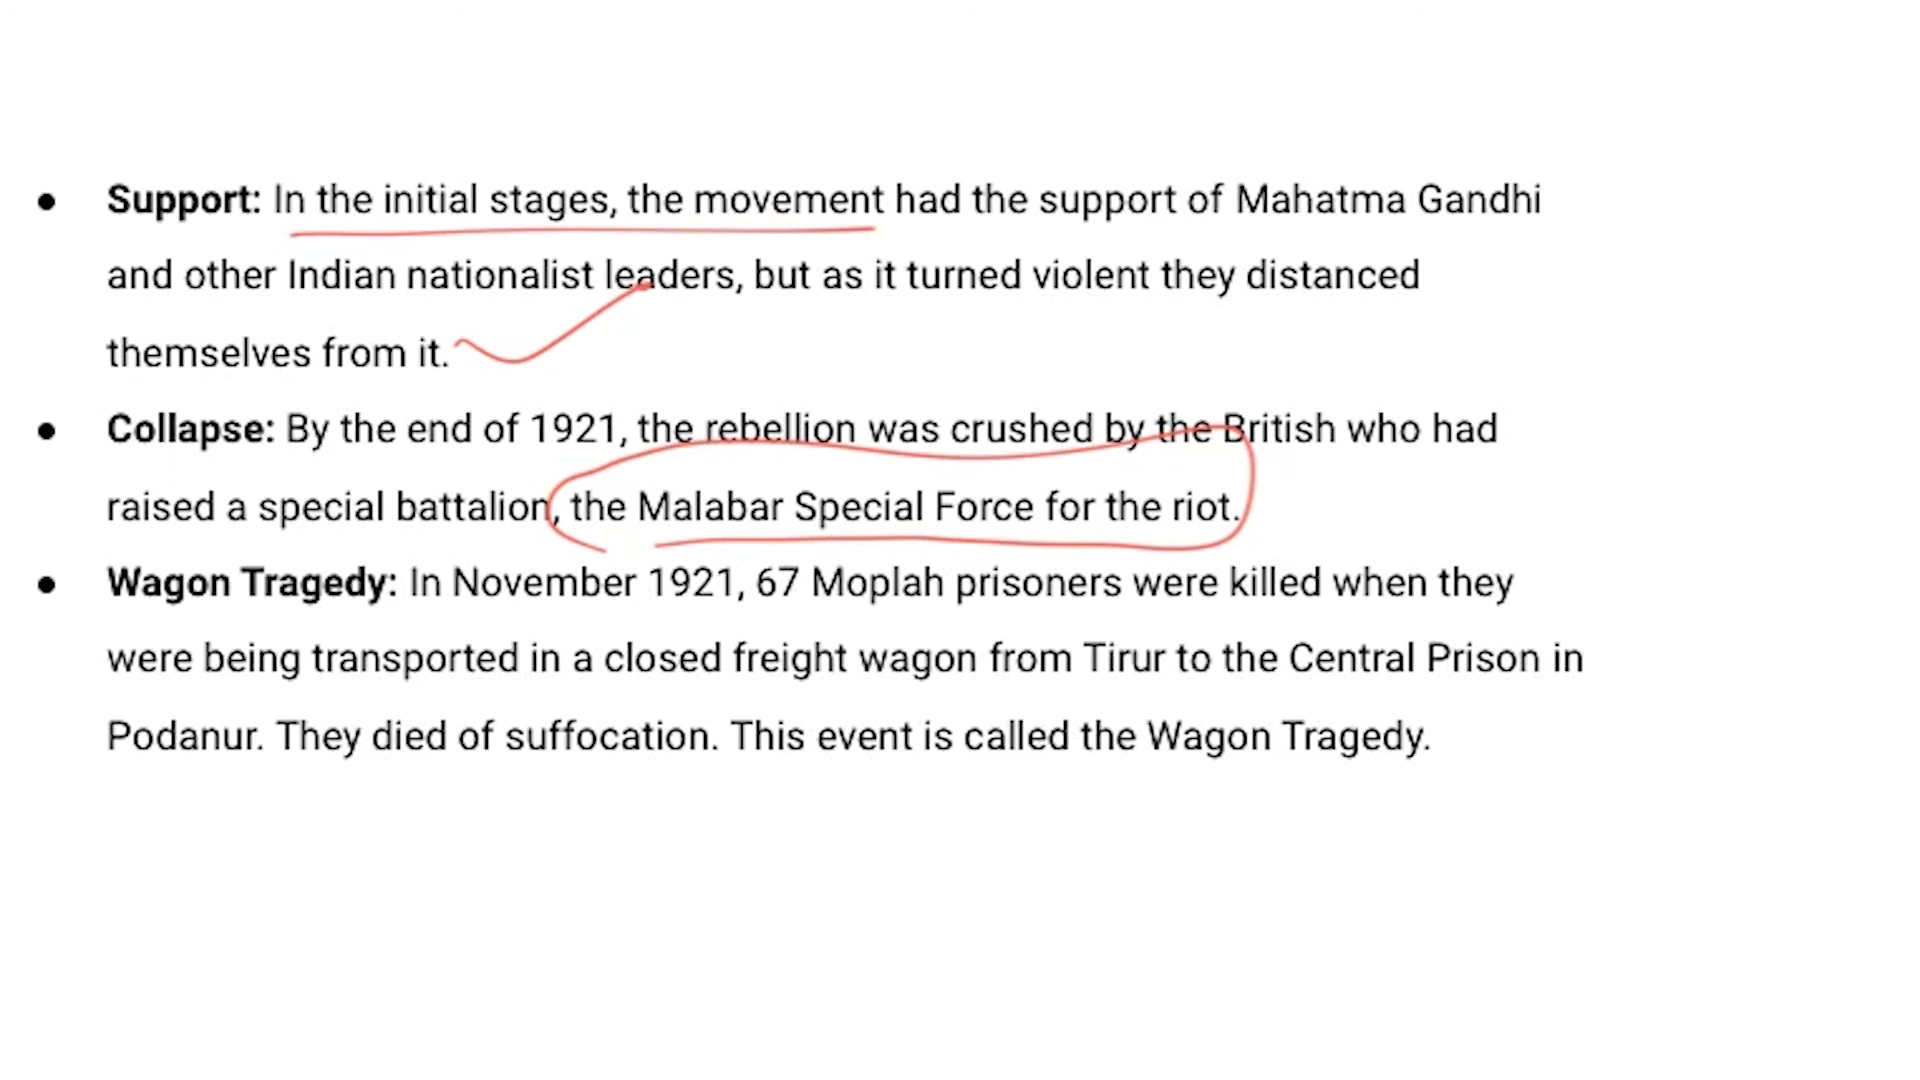 ● Support: In the initial stages, the movement had the support of Mahatma Gandhi
and other Indian nationalist leaders, but as it turned violent they distanced
themselves from it.
● Collapse: By the end of 1921, the rebellion was crushed by the British who had
raised a special battalion, the Malabar Special Force for the riot.
● Wagon Tragedy: In November 1921, 67 Moplah prisoners were killed when they
were being transported in a closed freight wagon from Tirur to the Central Prison in
Podanur. They died of suffocation. This event is called the Wagon Tragedy.